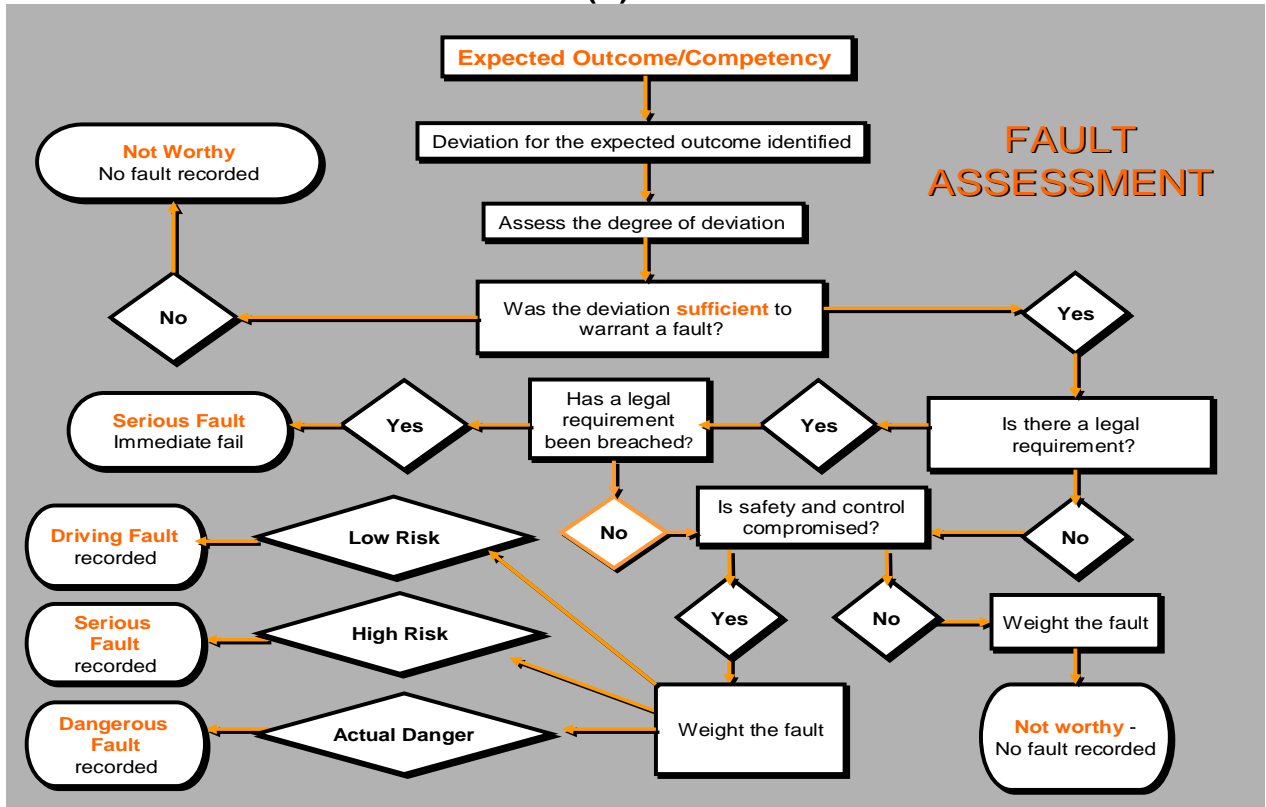 Expected Outcome/Competency
Deviation for the expected outcome identified
FAULT
ASSESSMENT
Not Worthy
No fault recorded
Assess the degree of deviation
Was the deviation sufficient to
warrant a fault?
No
Yes
Has a legal
requirement
been breached?
Yes
Yes
Serious Fault
Immediate fail
Is there a legal
requirement?
Is safety and control
compromised?
No
No
Low Risk
Driving Fault
recorded
Yes
No
Weight the fault
High Risk
Serious
Fault
recorded
Weight the fault
Actual Danger
Dangerous
Fault
recorded
Not worthy -
No fault recorded